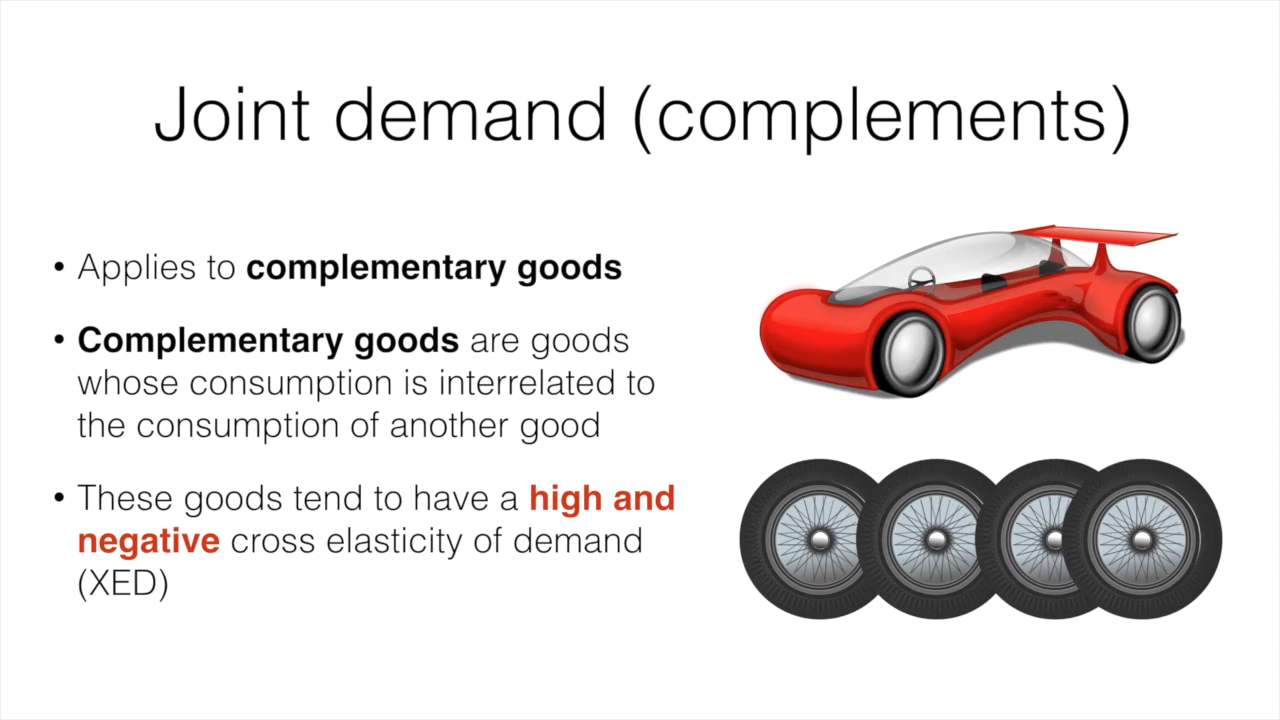 Joint demand (complements)
• Applies to complementary goods
• Complementary goods are goods
whose consumption is interrelated to
the consumption of another good
• These goods tend to have a high and
negative cross elasticity of demand
(XED)